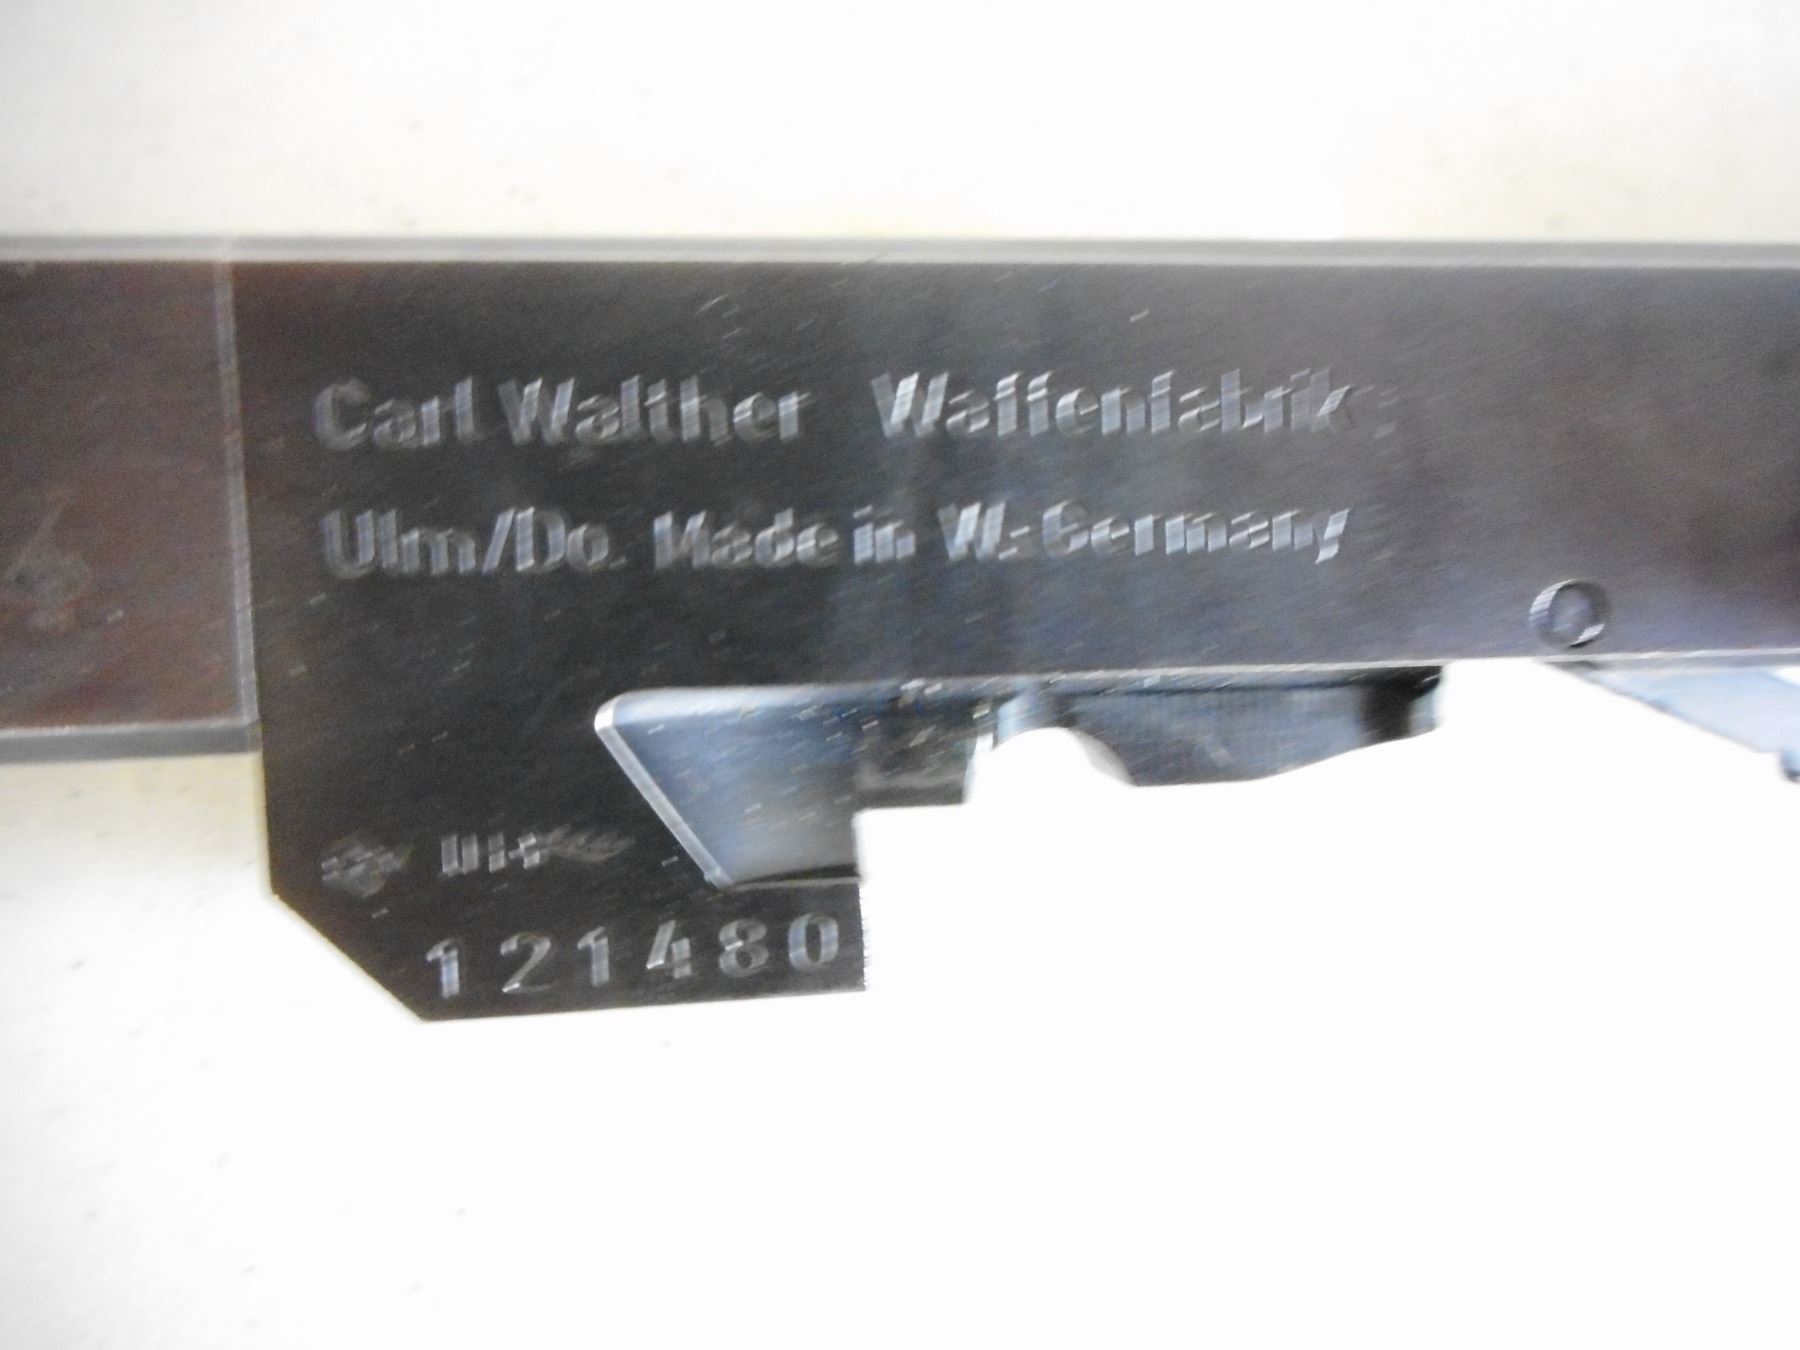 Carl Walther Waffenfabrik
Ulm/Do. Made in W.-Germany
121480